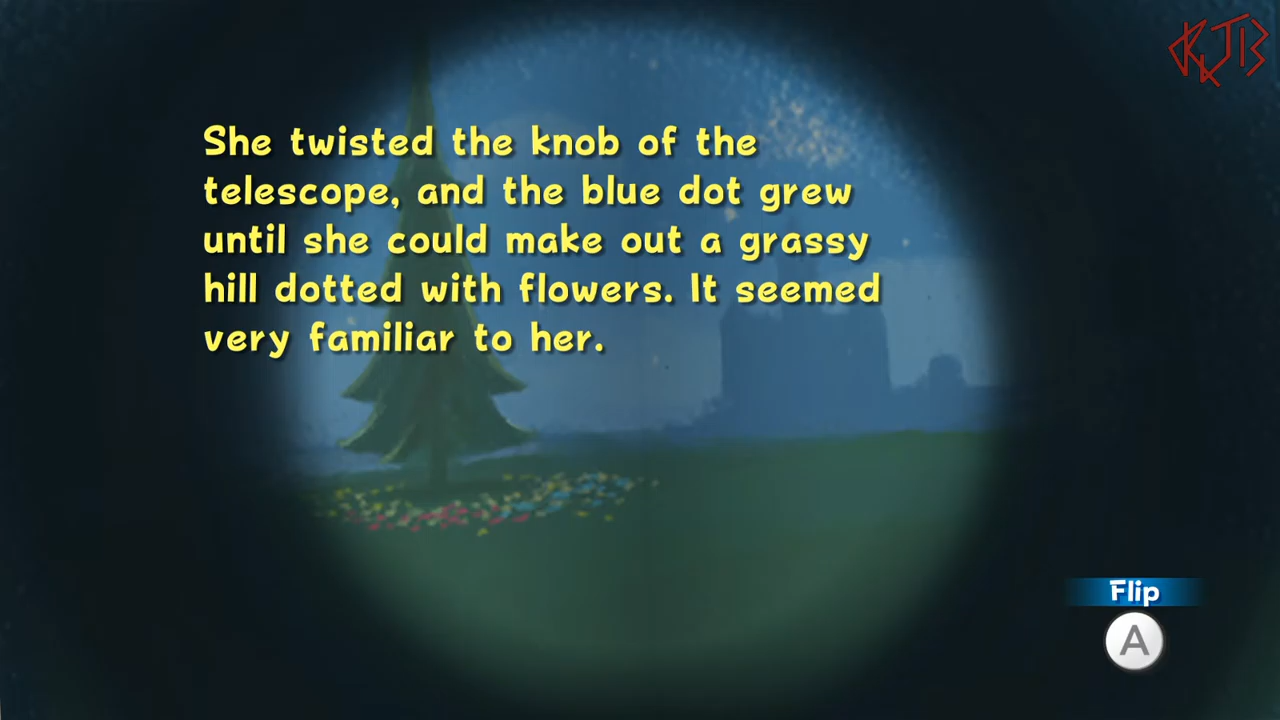 KJB
She twisted the knob of the
telescope, and the blue dot grew
until she could make out a grassy
hill dotted with flowers. It seemed
very familiar to her.
Flip
A